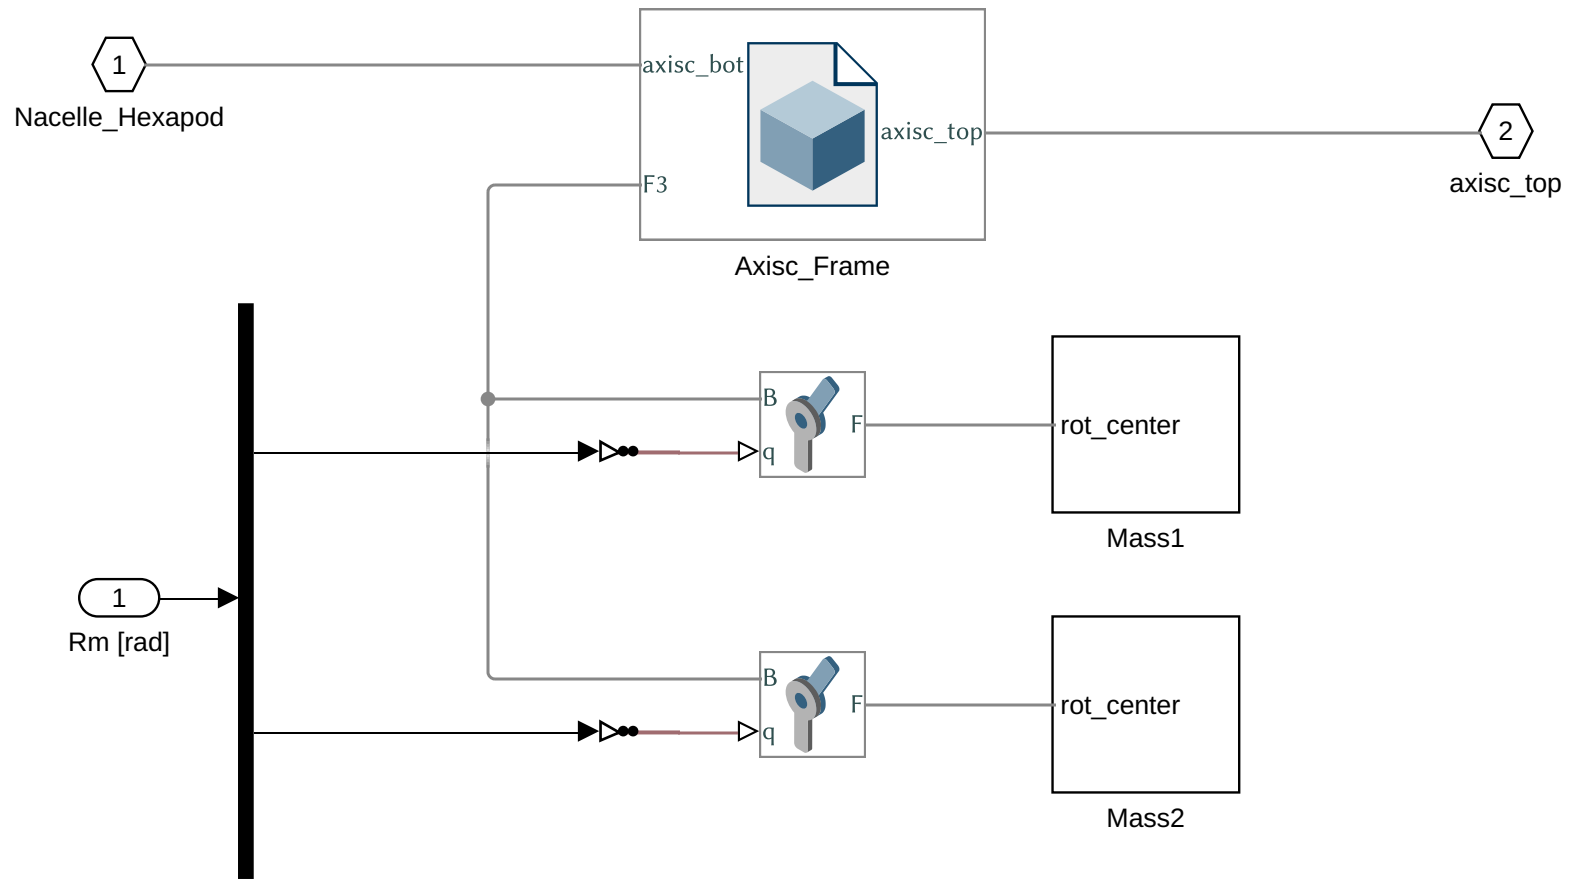 1
Nacelle_Hexapod
axisc_bot
F3
axisc_top
Axisc_Frame
2
axisc_top
B
q
F
rot_center
Mass1
1
Rm [rad]
B
q
F
rot_center
Mass2